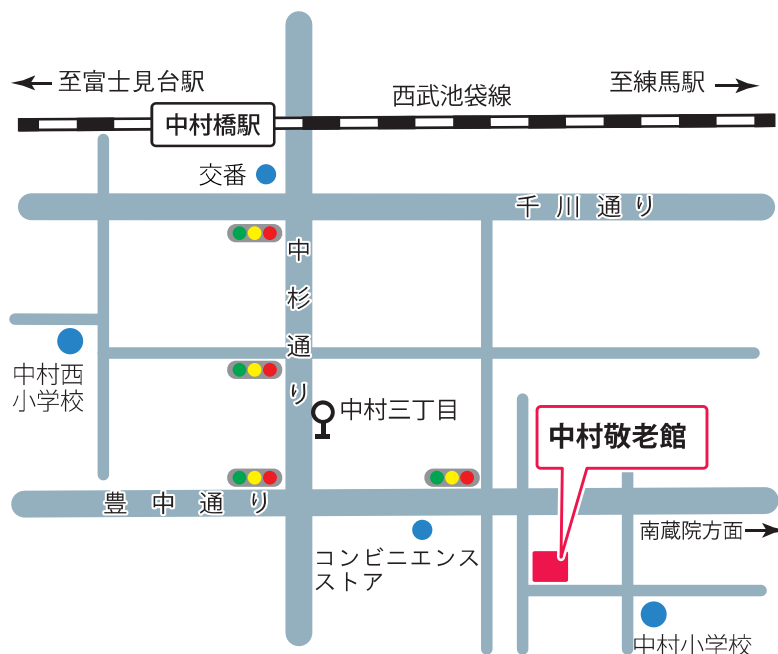 至富士見台駅
西武池袋線
至練馬駅
中村橋駅
交番
千川通り
中杉通り
中村西
小学校
中村三丁目
中村敬老館
豊中通り
南蔵院方面
コンビニエンス
ストア
中村小学校